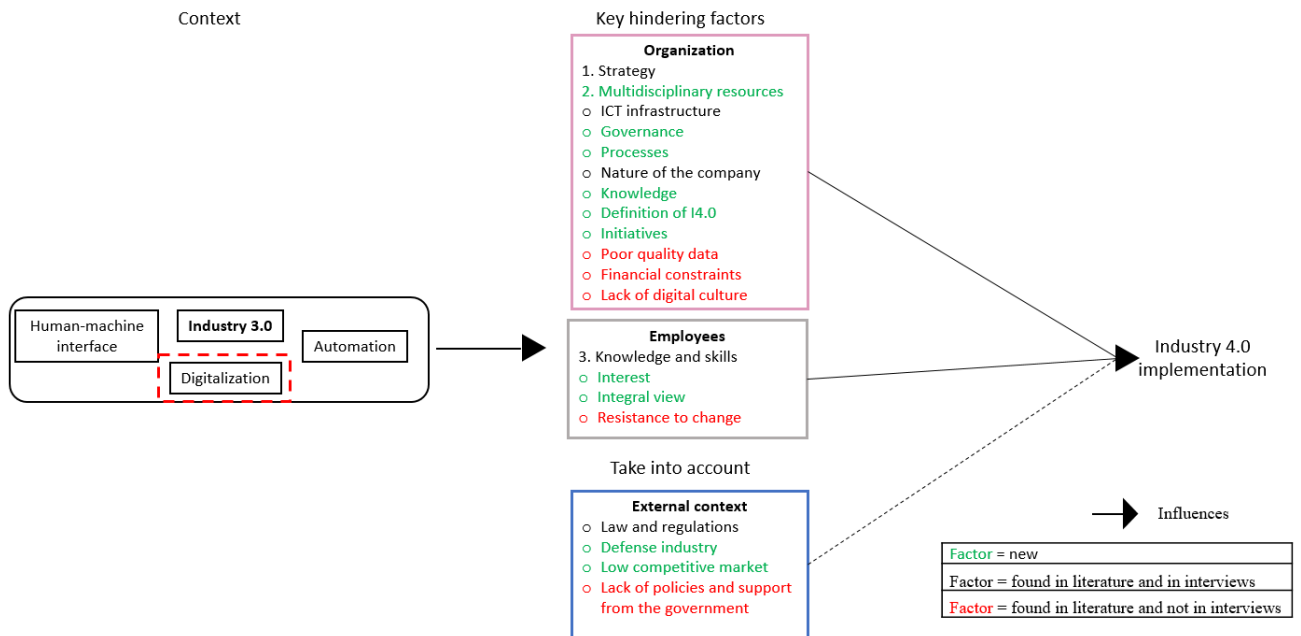 Context
Key hindering factors
Organization
1. Strategy
2. Multidisciplinary resources
○ ICT infrastructure
○ Governance
○ Processes
○ Nature of the company
○ Knowledge
○ Definition of I4.0
○ Initiatives
○ Poor quality data
○ Financial constraints
○ Lack of digital culture
Human-machine
interface
Industry 3.0
Automation
Digitalization
Employees
3. Knowledge and skills
○ Interest
○ Integral view
○ Resistance to change
Industry 4.0
implementation
Take into account
External context
○ Law and regulations
○ Defense industry
○ Low competitive market
○ Lack of policies and support
from the government
Influences
Factor = new
Factor = found in literature and in interviews
Factor = found in literature and not in interviews